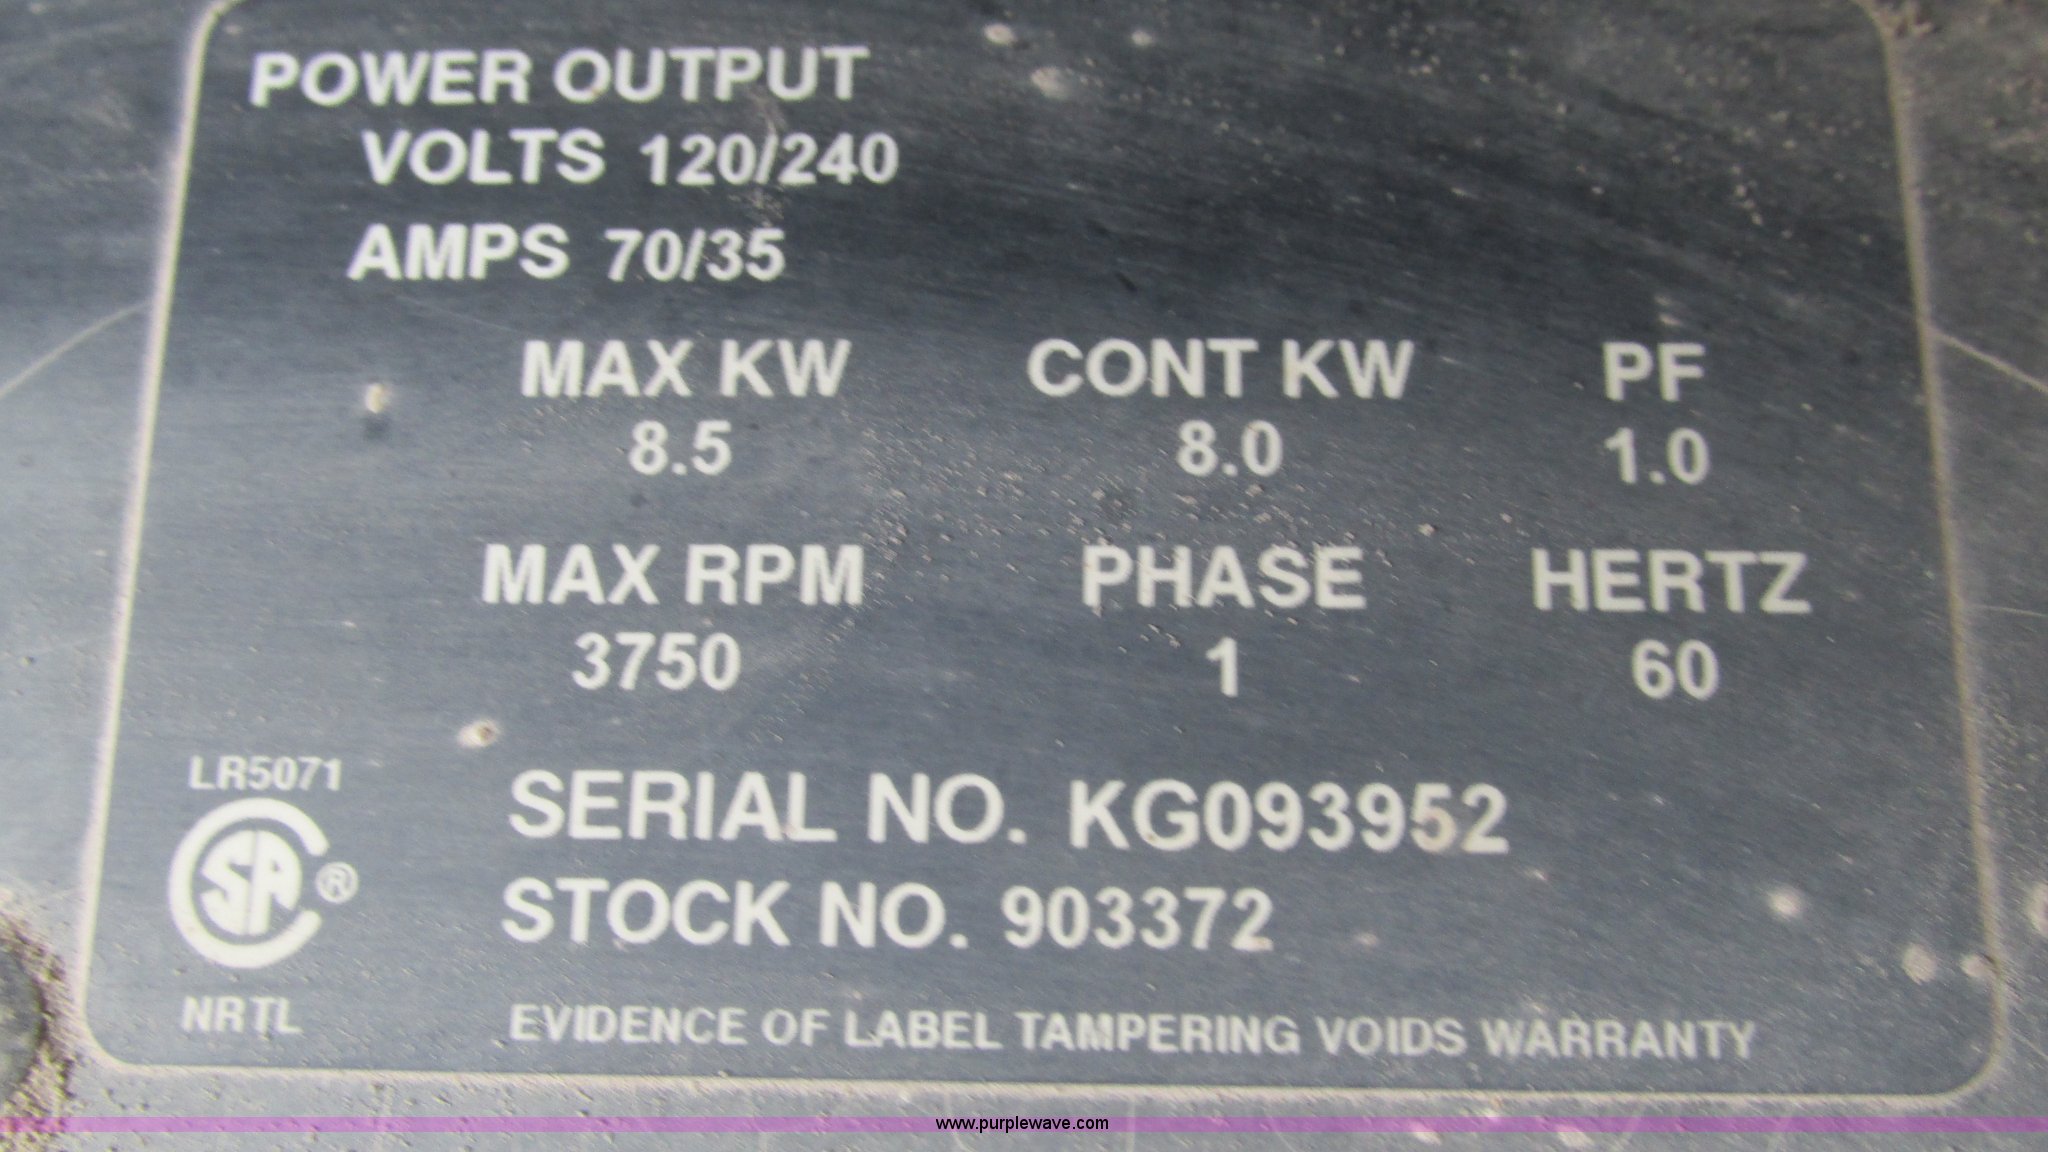 POWER OUTPUT
VOLTS 120/240
AMPS 70/35
MAX KW CONT KW PF
8.5 8.0 1.0
MAX RPM PHASE HERTZ
3750 1 60
LR5071
SA ®
NRTL
SERIAL NO. KG093952
STOCK NO. 903372
EVIDENCE OF LABEL TAMPERING VOIDS WARRANTY
www.purplewave.com